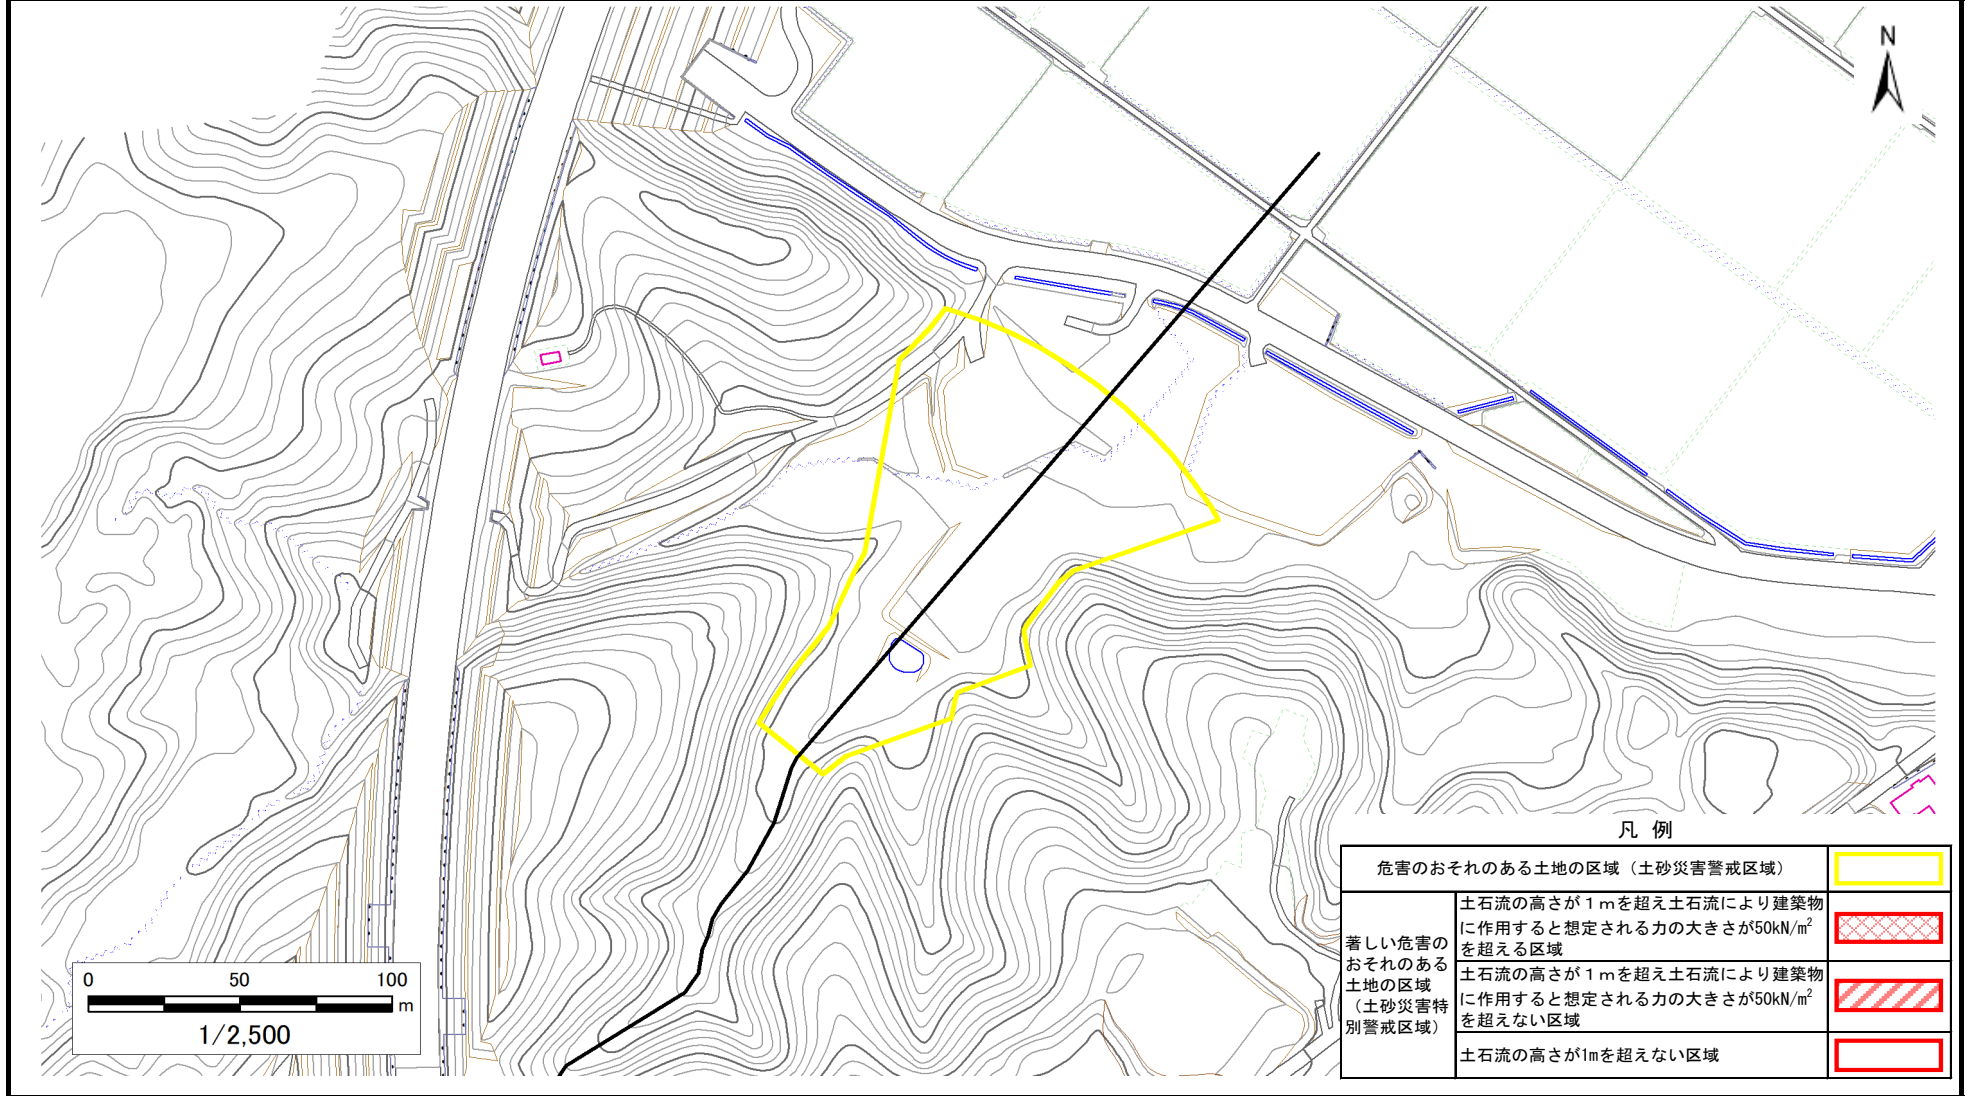 N
凡 例
危害のおそれのある土地の区域（土砂災害警戒区域）
著しい危害の
おそれのある
土地の区域
（土砂災害特
別警戒区域）
土石流の高さが１ｍを超え土石流により建築物
に作用すると想定される力の大きさが50kN/m²
を超える区域
土石流の高さが１ｍを超え土石流により建築物
に作用すると想定される力の大きさが50kN/m²
を超えない区域
土石流の高さが1mを超えない区域
0 50 100
m
1/2,500